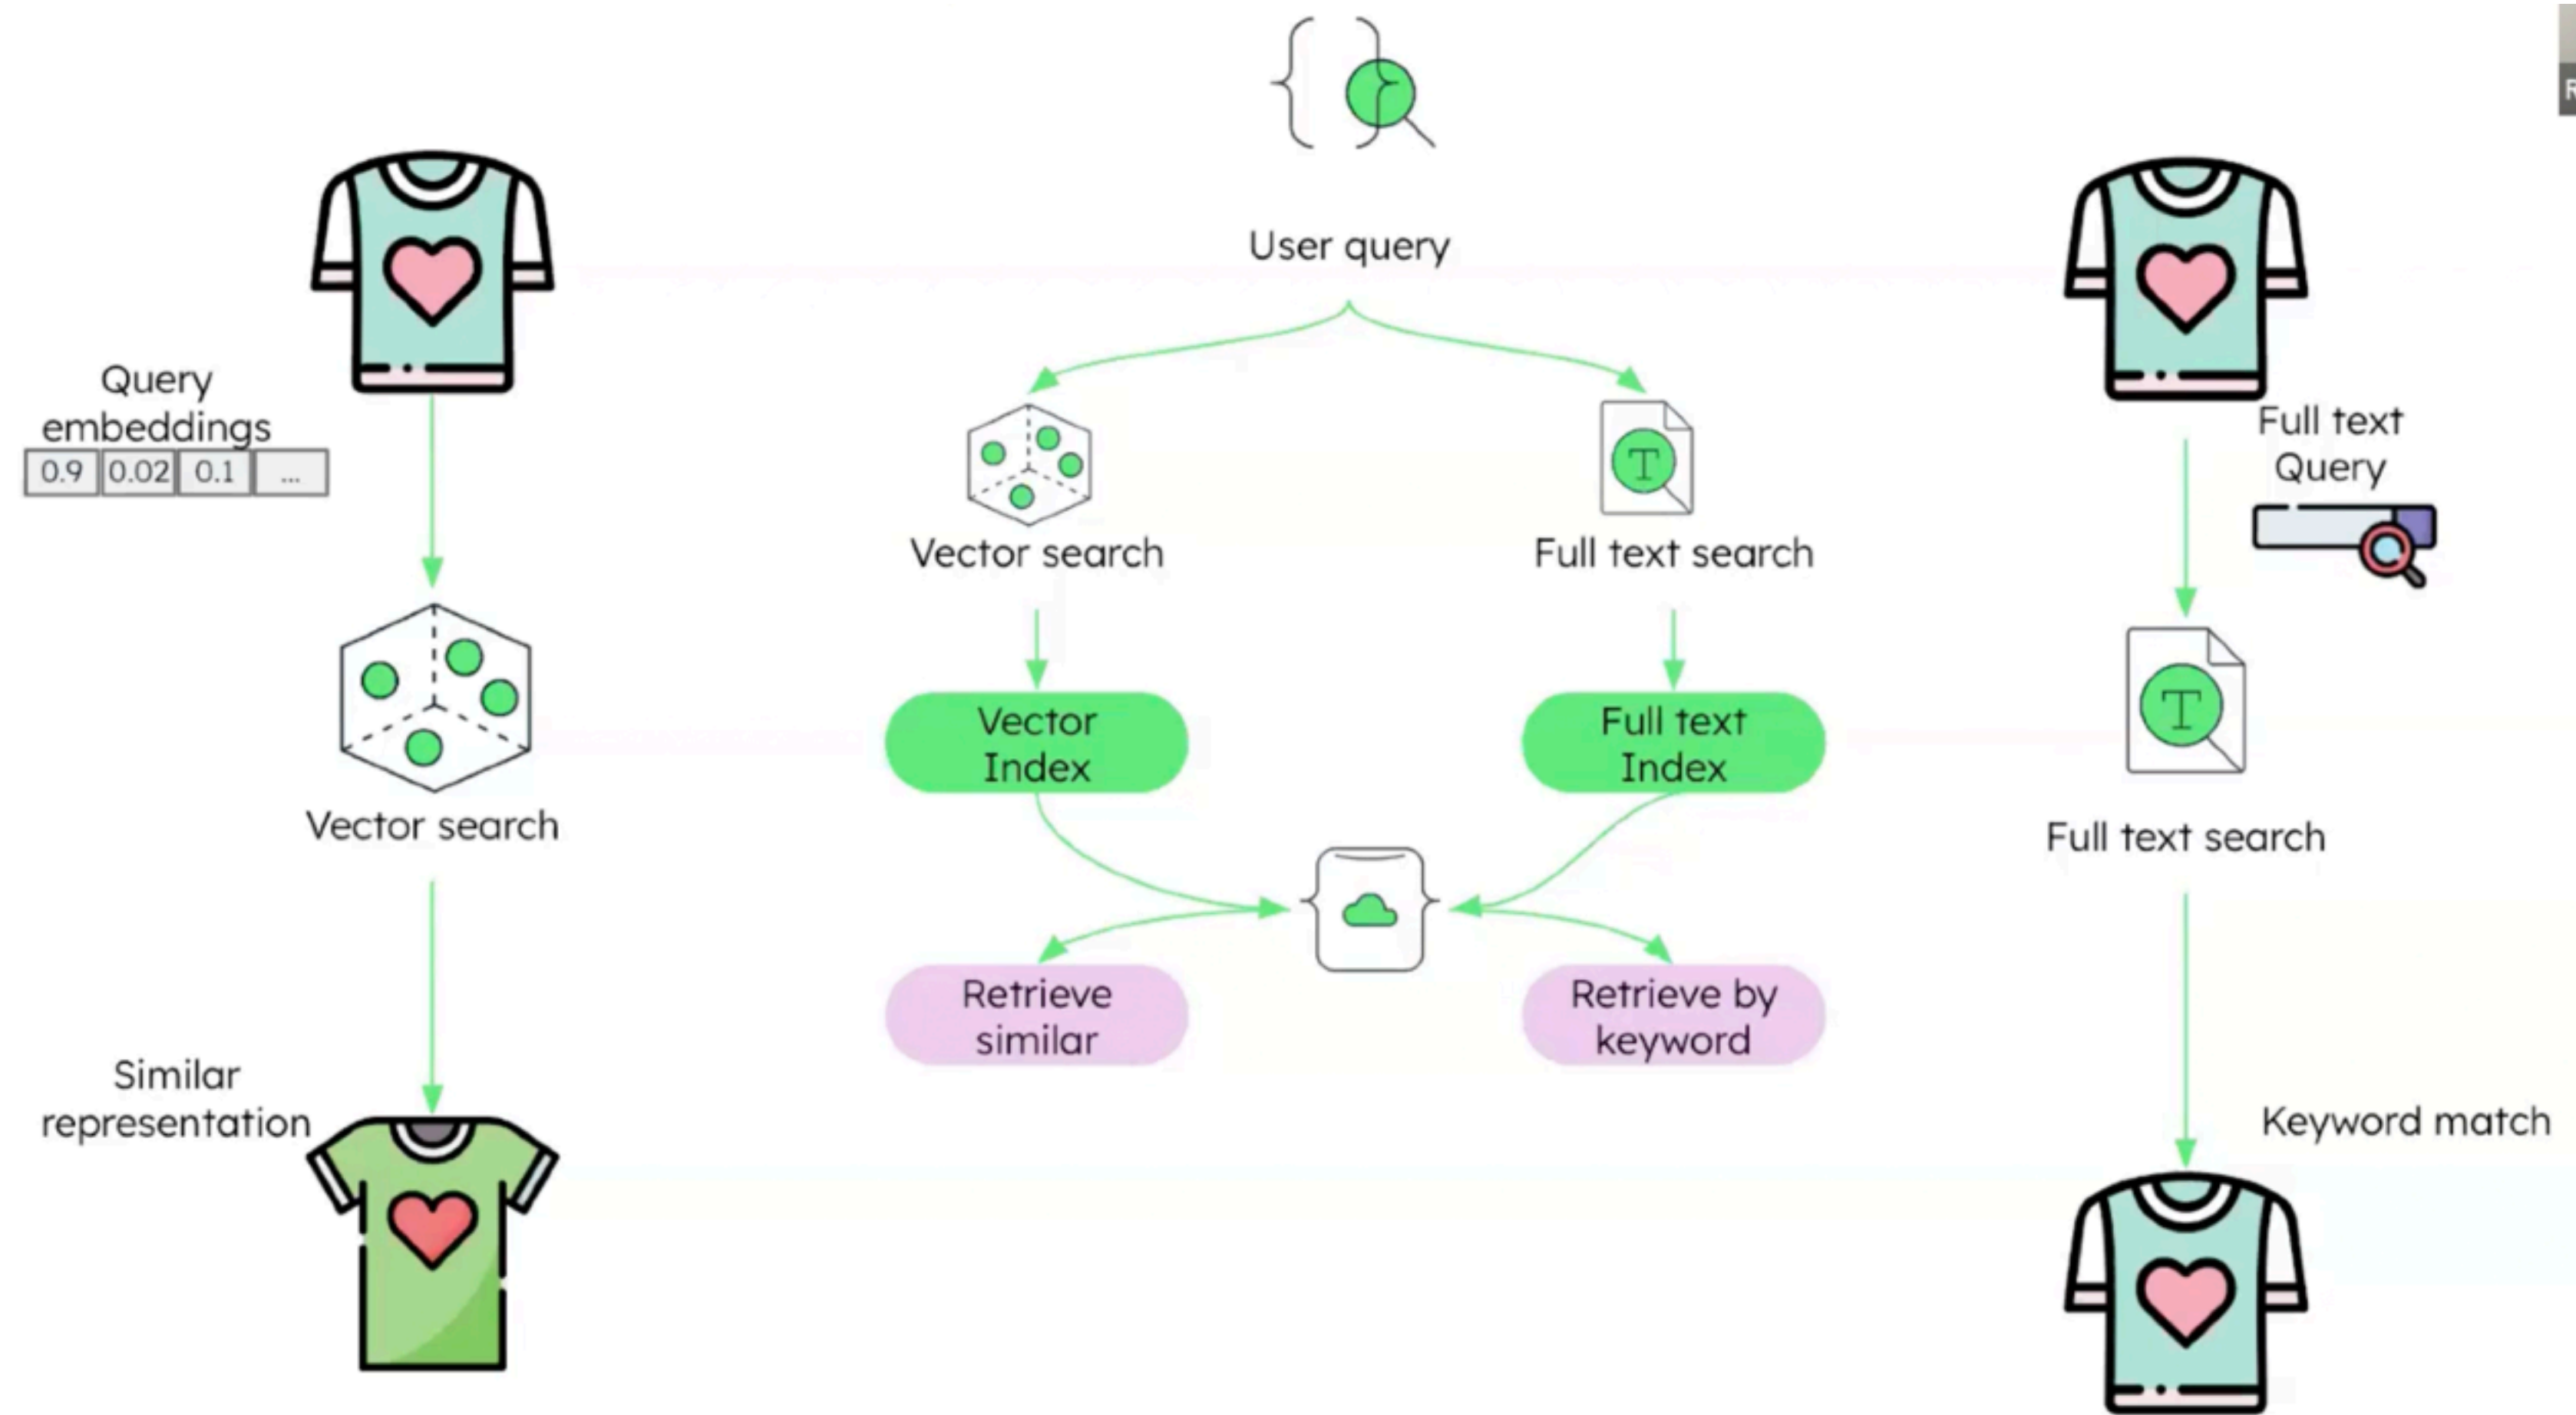 R
User query
Query
embeddings
0.9 0.02 0.1 ...
Full text
Query
T
Vector search
Full text search
Vector
Index
Full text
Index
T
Vector search
Full text search
Retrieve
similar
Retrieve by
keyword
Similar
representation
Keyword match